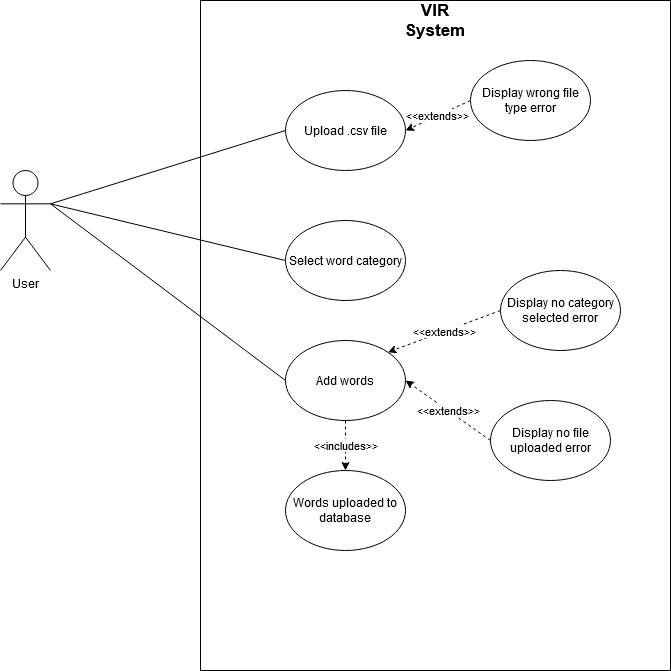 VIR
System
Display wrong file
type error
<<extends>>
Upload .csv file
User
Select word category
Display no category
selected error
<<extends>>
Add words
<<extends>>
Display no file
uploaded error
<<includes>>
Words uploaded to
database